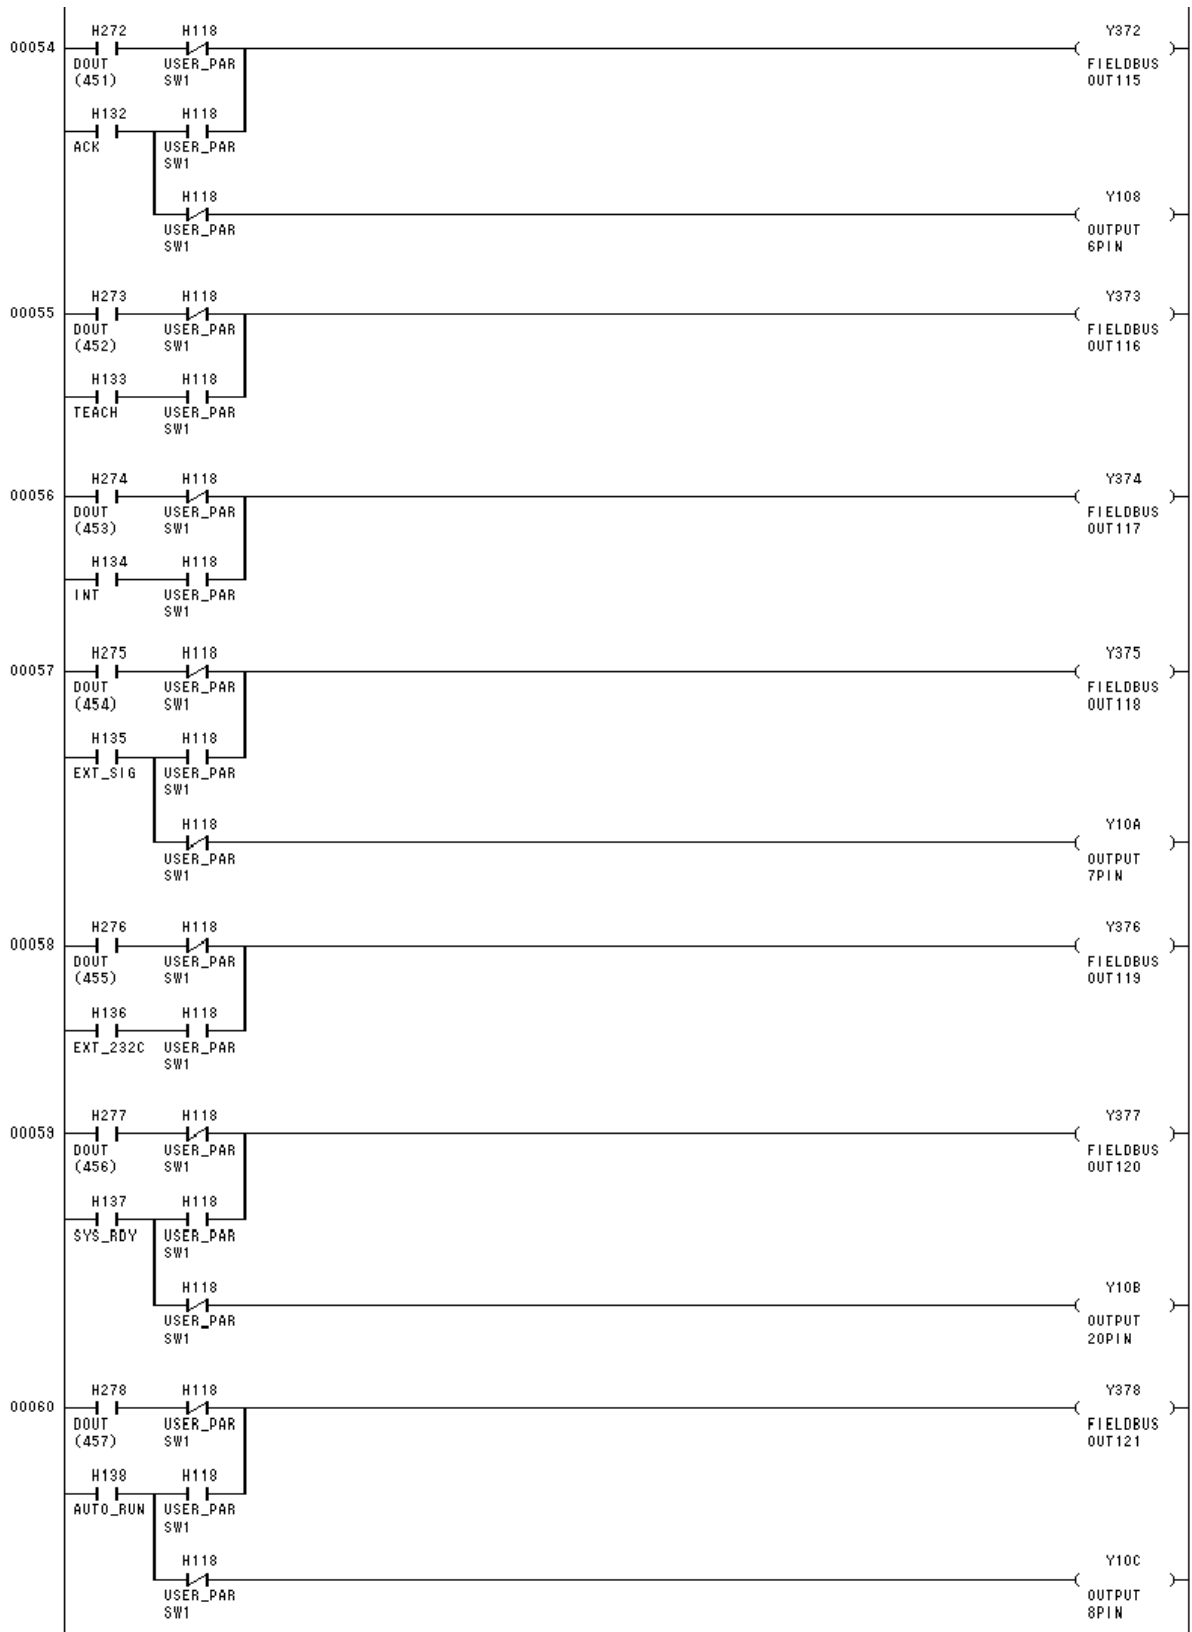 H272 H118 Y372
00054
DOUT USER_PAR FIELDBUS
(451) SW1 OUT115
H132 H118
ACK USER_PAR
SW1
H118 Y108
USER_PAR OUTPUT
SW1 6PIN
H273 H118 Y373
00055
DOUT USER_PAR FIELDBUS
(452) SW1 OUT116
H133 H118
TEACH USER_PAR
SW1
H274 H118 Y374
00056
DOUT USER_PAR FIELDBUS
(453) SW1 OUT117
H134 H118
INT USER_PAR
SW1
H275 H118 Y375
00057
DOUT USER_PAR FIELDBUS
(454) SW1 OUT118
H135 H118
EXT_SIG USER_PAR
SW1
H118 Y10A
USER_PAR OUTPUT
SW1 7PIN
H276 H118 Y376
00058
DOUT USER_PAR FIELDBUS
(455) SW1 OUT119
H136 H118
EXT_232C USER_PAR
SW1
H277 H118 Y377
00059
DOUT USER_PAR FIELDBUS
(456) SW1 OUT120
H137 H118
SYS_RDY USER_PAR
SW1
H118 Y10B
USER_PAR OUTPUT
SW1 20PIN
H278 H118 Y378
00060
DOUT USER_PAR FIELDBUS
(457) SW1 OUT121
H138 H118
AUTO_RUN USER_PAR
SW1
H118 Y10C
USER_PAR OUTPUT
SW1 8PIN